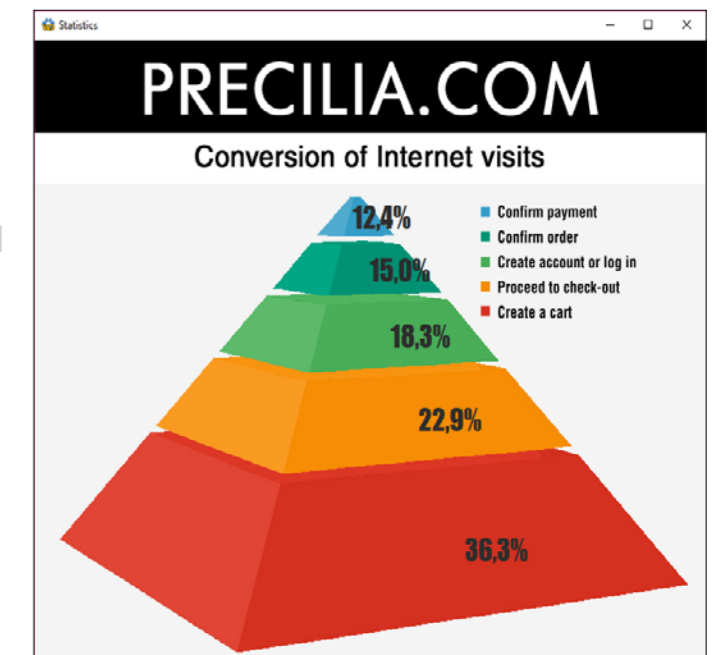 Statistics
PRECILIA.COM
Conversion of Internet visits
12,4%
Confirm payment
Confirm order
15,0%
Create account or log in
Proceed to check-out
Create a cart
18,3%
22,9%
36,3%